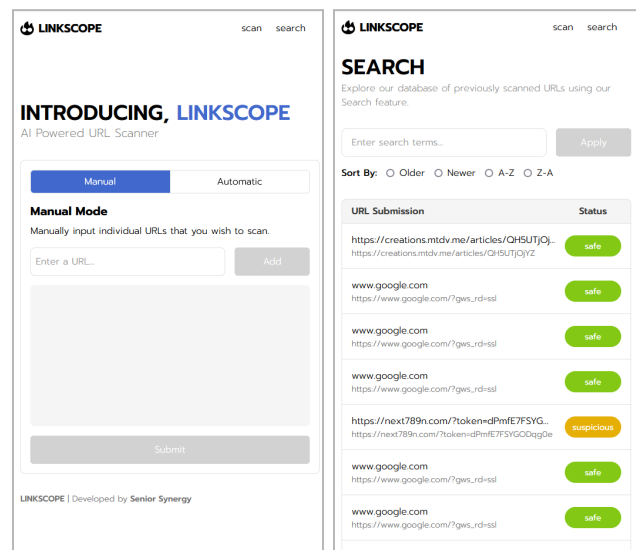 LINKSCOPE
scan search
INTRODUCING, LINKSCOPE
AI Powered URL Scanner
Manual
Automatic
Manual Mode
Manually input individual URLs that you wish to scan.
Enter a URL...
Add
Submit
LINKSCOPE | Developed by Senior Synergy
LINKSCOPE
scan search
SEARCH
Explore our database of previously scanned URLs using our
Search feature.
Enter search terms...
Apply
Sort By: Older Newer A-Z Z-A
URL Submission Status
https://creations.mtdv.me/articles/QH5UTjOj...
https://creations.mtdv.me/articles/QH5UTjOjYZ
safe
www.google.com
https://www.google.com/?gws_rd=ssl
safe
www.google.com
https://www.google.com/?gws_rd=ssl
safe
www.google.com
https://www.google.com/?gws_rd=ssl
safe
https://next789n.com/?token=dPmfE7FSYG...
https://next789n.com/?token=dPmfE7FSYGODqg0e
suspicious
www.google.com
https://www.google.com/?gws_rd=ssl
safe
www.google.com
https://www.google.com/?gws_rd=ssl
safe